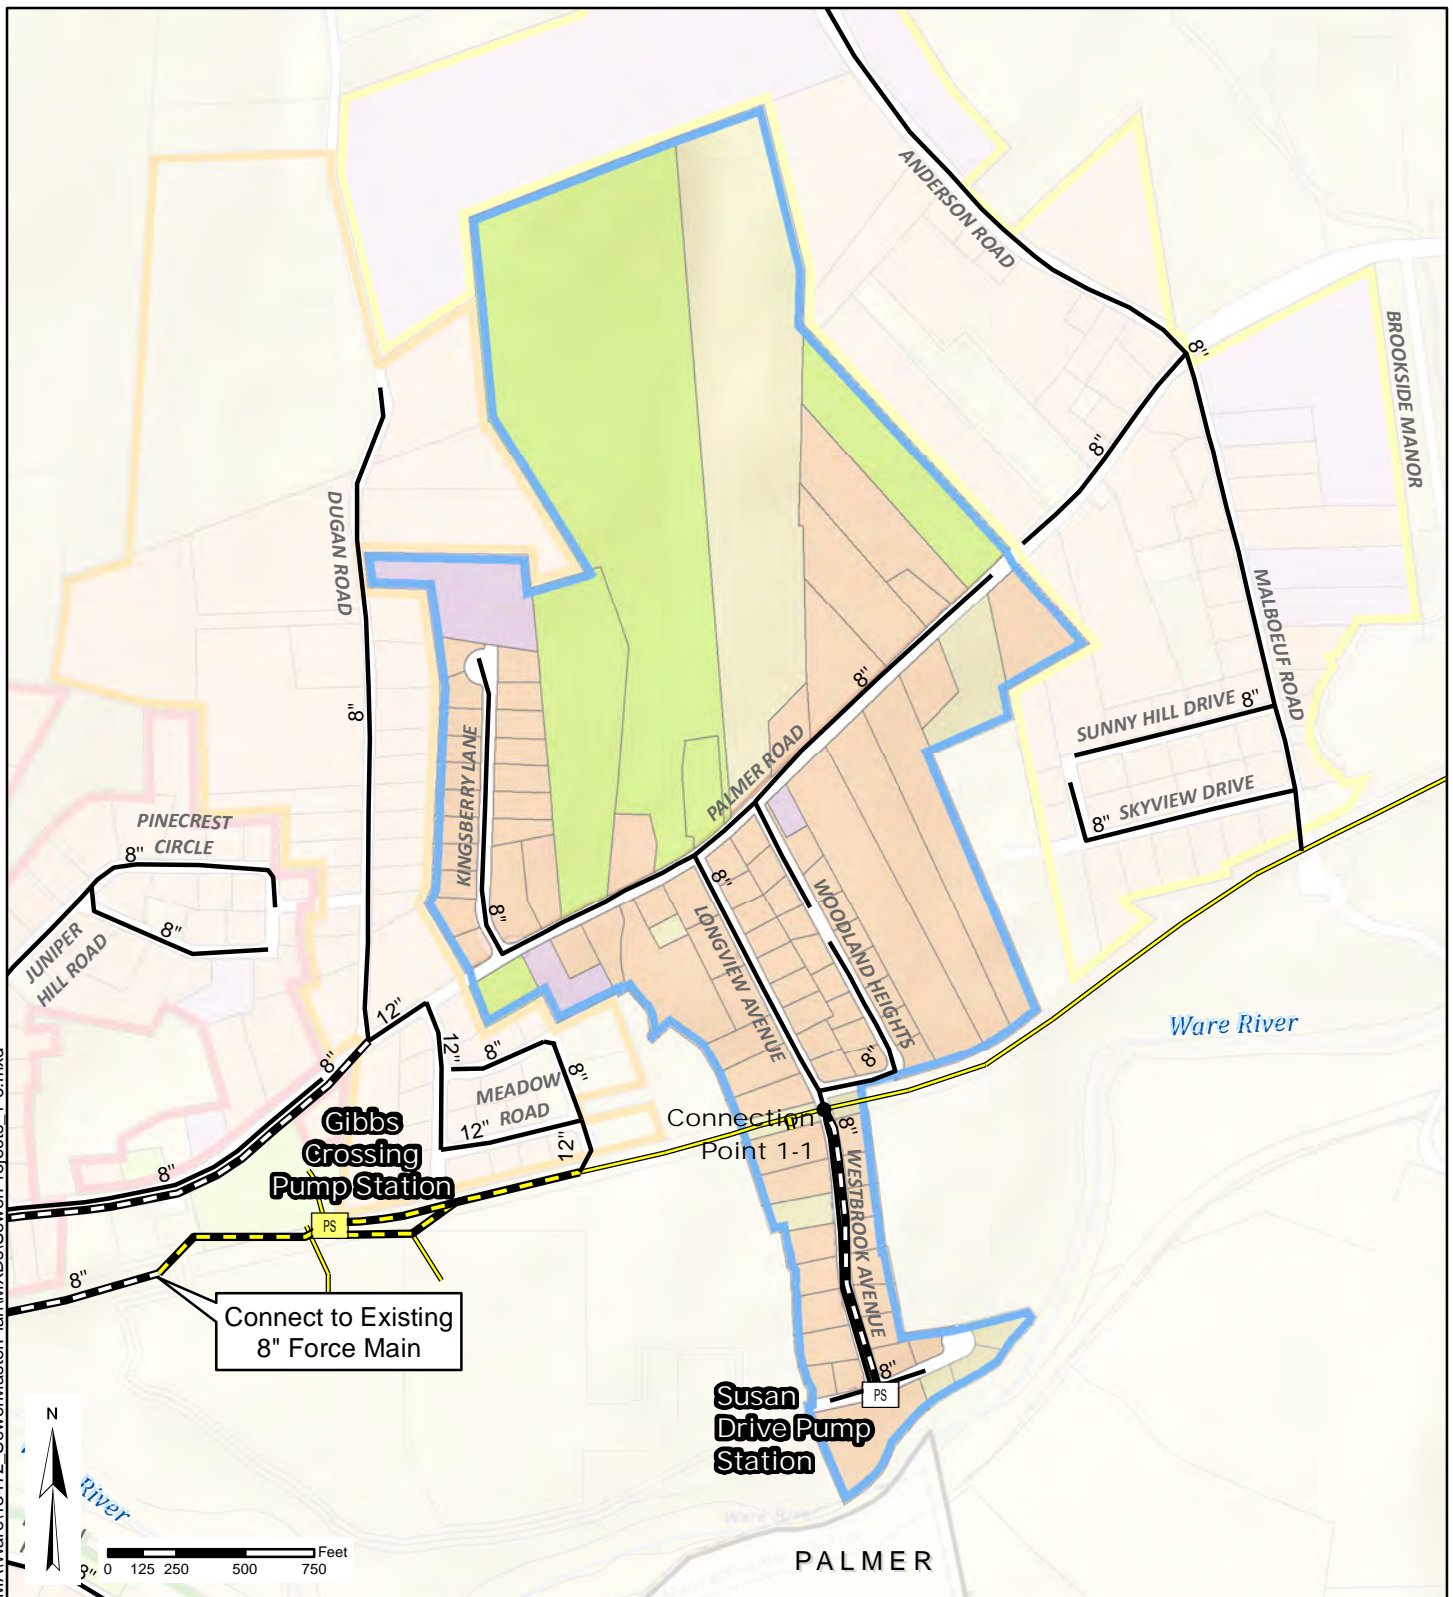 ANDERSON ROAD
BROOKSIDE MANOR
8"
8"
DUGAN ROAD
MALBOEUF ROAD
8"
8"
8"
SUNNY HILL DRIVE
KINGSBERRY LANE
PALMER ROAD
SKYVIEW DRIVE
8"
PINECREST
CIRCLE
8"
8"
8"
8"
WOODLAND HEIGHTS
LONGVIEW AVENUE
JUNIPER
HILL ROAD
12"
12"
8"
8"
8"
8"
Ware River
MEADOW
ROAD
12"
12"
Gibbs
Crossing
Pump Station
Connection
Point 1-1
8"
WESTBROOK AVENUE
8"
PS
8"
Connect to Existing
8" Force Main
8"
PS
Susan
Drive Pump
Station
N
River
Ware River
PALMER
Feet
0 125 250 500 750
8"